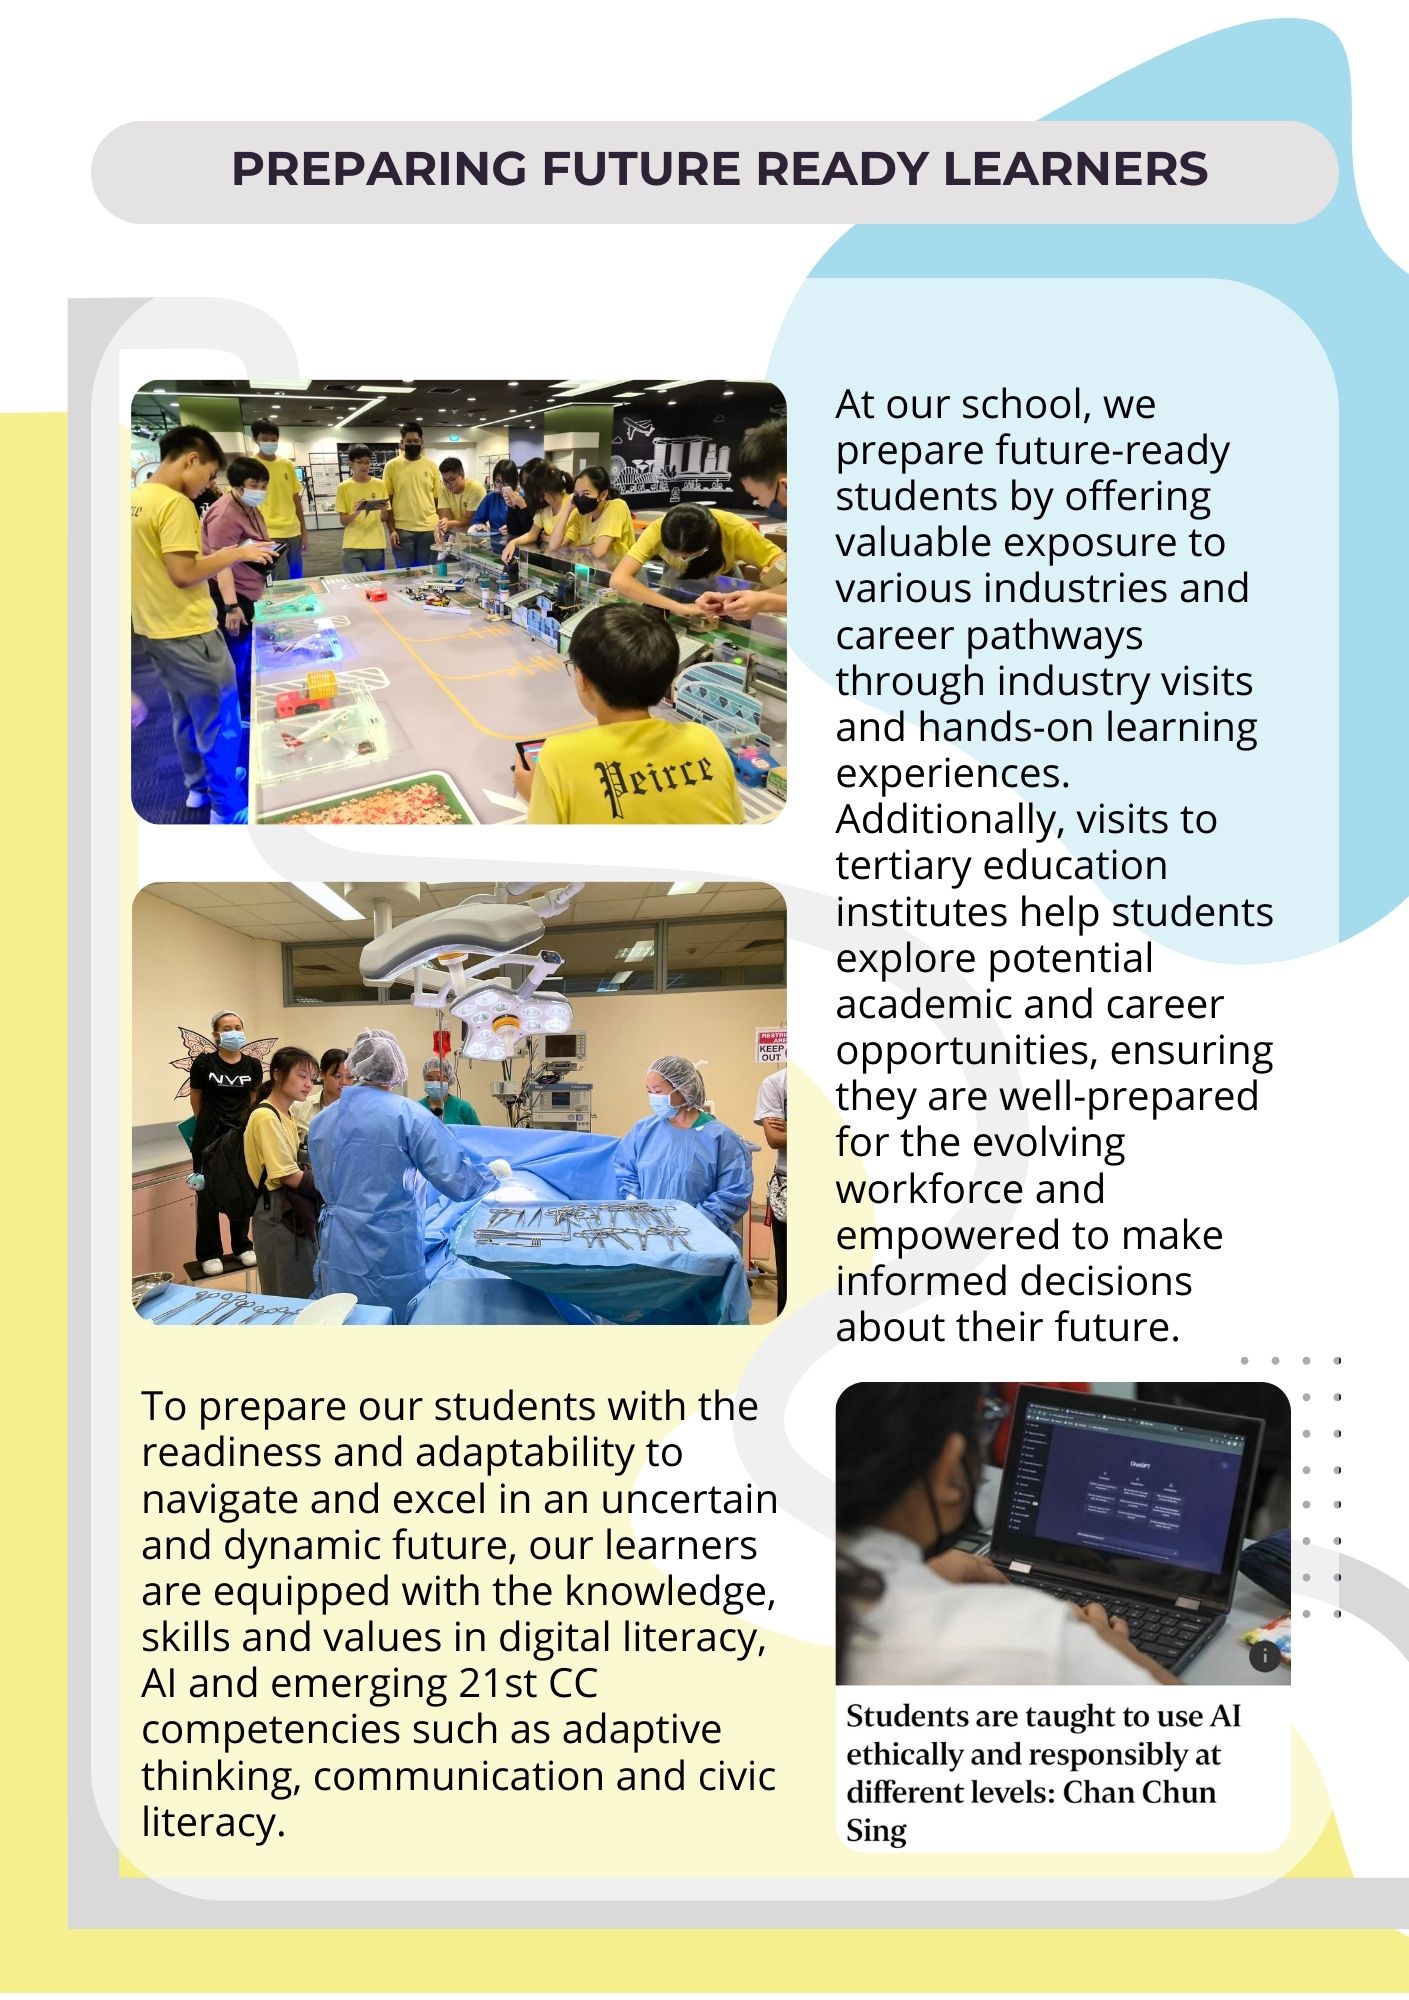 PREPARING FUTURE READY LEARNERS
Peirce
NYP
KEEP
OUT
To prepare our students with the
readiness and adaptability to
navigate and excel in an uncertain
and dynamic future, our learners
are equipped with the knowledge,
skills and values in digital literacy,
AI and emerging 21st CC
competencies such as adaptive
thinking, communication and civic
literacy.
At our school, we
prepare future-ready
students by offering
valuable exposure to
various industries and
career pathways
through industry visits
and hands-on learning
experiences.
Additionally, visits to
tertiary education
institutes help students
explore potential
academic and career
opportunities, ensuring
they are well-prepared
for the evolving
workforce and
empowered to make
informed decisions
about their future.
ChatGPT
Students are taught to use AI
ethically and responsibly at
different levels: Chan Chun
Sing